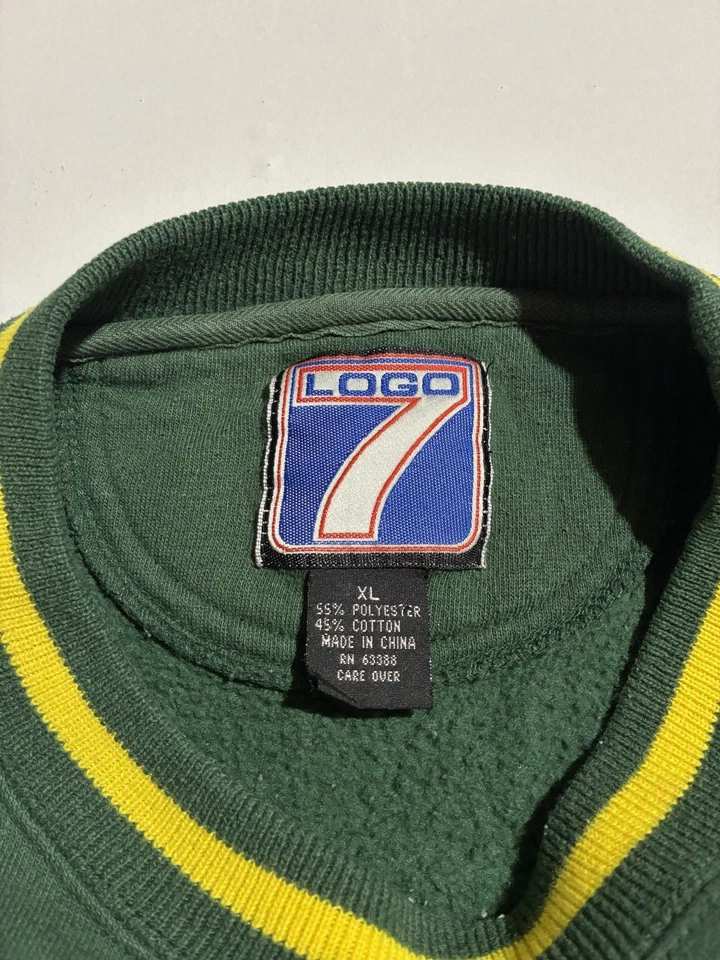 LOGO
7
XL
55% POLYESTER
45% COTTON
MADE IN CHINA
RN 63388
CARE OVER